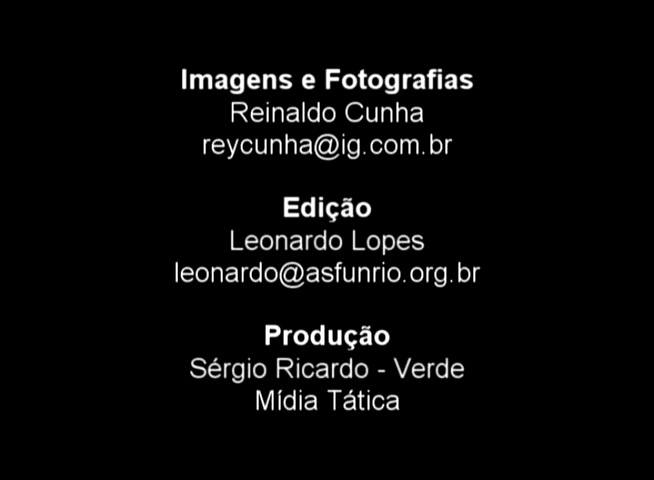 Imagens e Fotografias
Reinaldo Cunha
reycunha@ig.com.br
Edição
Leonardo Lopes
leonardo@asfunrio.org.br
Produção
Sérgio Ricardo - Verde
Mídia Tática